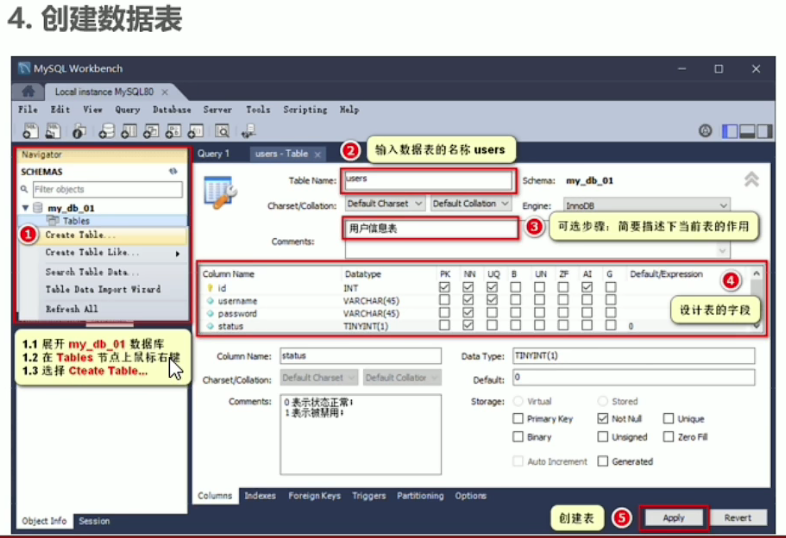 4. 创建数据表
MySQL Workbench
Local instance MySQL80 ×
File Edit View Query Database Server Tools Scripting Help
Navigator
SCHEMAS
Filter objects
my_db_01
Tables
1
Create Table...
Create Table Like...
Search Table Data...
Table Data Import Wizard
Refresh All
1.1 展开 my_db_01 数据库
1.2 在 Tables 节点上鼠标右键
1.3 选择 Cteate Table...
Object Info Session
Query 1 users - Table ×
2 输入数据表的名称 users
Table Name: users Schema: my_db_01
Charset/Collation: Default Charset Default Collation Engine: InnoDB
Comments: 用户信息表
3 可选步骤：简要描述下当前表的作用
Column Name Datatype PK NN UQ B UN ZF AI G Default/Expression
id INT
username VARCHAR(45)
password VARCHAR(45)
status TINYINT(1) 0
4
设计表的字段
Column Name: status Data Type: TINYINT(1)
Charset/Collation: Default Charset Default Collation Default: 0
Comments: 0 表示状态正常； Storage: Virtual Stored
1 表示被禁用； Primary Key Not Null Unique
Binary Unsigned Zero Fill
Auto Increment Generated
Columns Indexes Foreign Keys Triggers Partitioning Options
创建表 5 Apply Revert